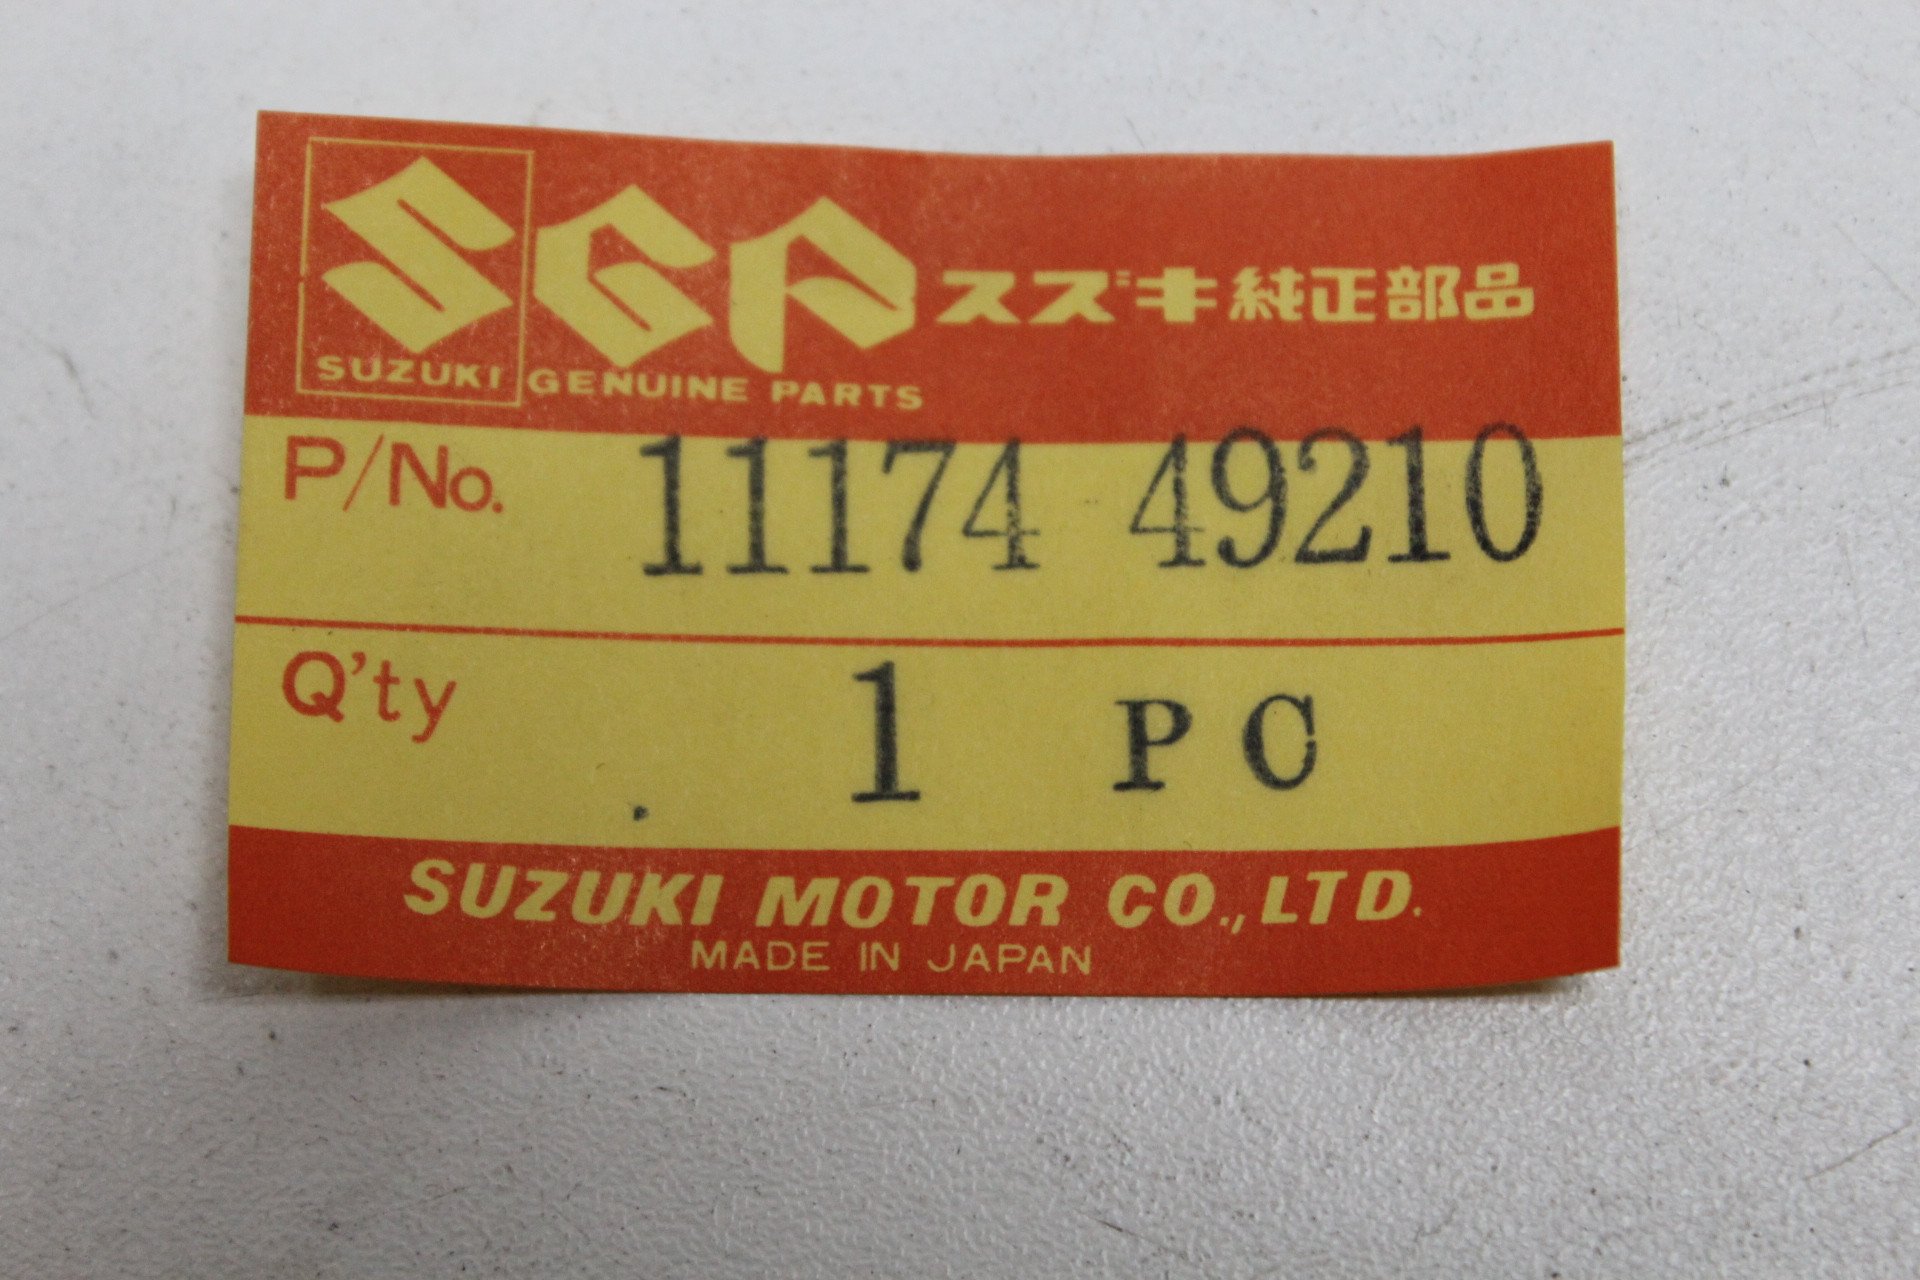 SGP スズキ純正部品
SUZUKI GENUINE PARTS
P/No. 11174 49210
Q'ty 1 PC
SUZUKI MOTOR CO., LTD.
MADE IN JAPAN